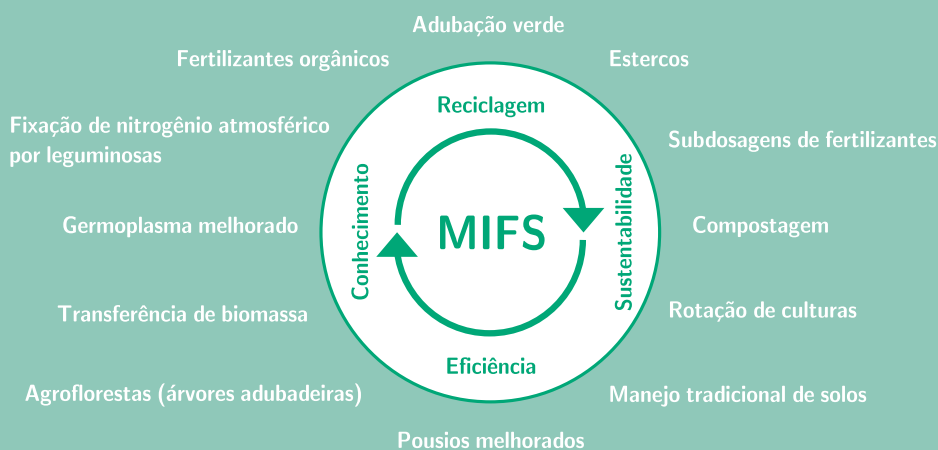 Adubação verde
Fertilizantes orgânicos
Estercos
Reciclagem
Fixação de nitrogênio atmosférico
por leguminosas
Subdosagens de fertilizantes
Conhecimento
MIFS
Sustentabilidade
Germoplasma melhorado
Compostagem
Transferência de biomassa
Rotação de culturas
Eficiência
Agroflorestas (árvores adubadeiras)
Manejo tradicional de solos
Pousios melhorados